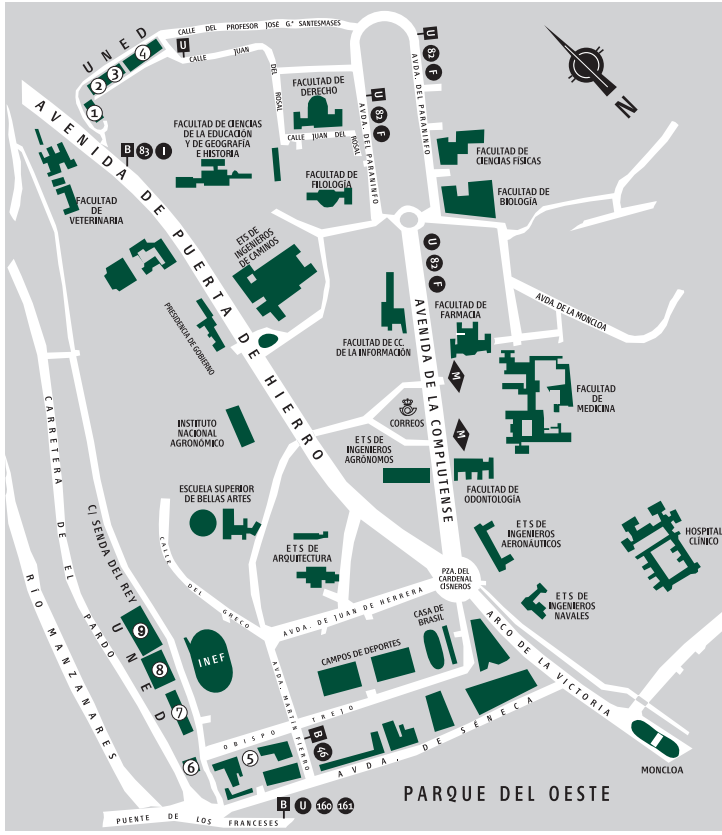 CALLE DEL PROFESOR JOSÉ G.ª SANTESMASES
UNED
4
3
2
1
U
CALLE JUAN DEL ROSAL
U
82
F
AVDA. DEL PARANINFO
N
FACULTAD DE
DERECHO
U
82
F
AVDA. DEL PARANINFO
CALLE JUAN DEL ROSAL
AVENIDA DE PUERTA DE HIERRO
B
83
I
FACULTAD DE CIENCIAS
DE LA EDUCACIÓN
Y DE GEOGRAFÍA
E HISTORIA
FACULTAD DE
CIENCIAS FÍSICAS
FACULTAD DE
FILOLOGÍA
FACULTAD DE
BIOLOGÍA
FACULTAD
DE
VETERINARIA
ETS DE
INGENIEROS
DE CAMINOS
U
82
F
AVENIDA DE LA COMPLUTENSE
AVDA. DE LA MONCLOA
PRESIDENCIA DE GOBIERNO
FACULTAD DE
FARMACIA
FACULTAD DE CC.
DE LA INFORMACIÓN
M
FACULTAD
DE
MEDICINA
CORREOS
M
INSTITUTO
NACIONAL
AGRONÓMICO
E T S DE
INGENIEROS
AGRÓNOMOS
FACULTAD DE
ODONTOLOGÍA
CARRETERA DE EL PARDO
C/ SENDA DEL REY
ESCUELA SUPERIOR
DE BELLAS ARTES
CALLE DEL GRECO
E T S DE
ARQUITECTURA
E T S DE
INGENIEROS
AERONÁUTICOS
HOSPITAL
CLÍNICO
PZA. DEL
CARDENAL
CISNEROS
RÍO MANZANARES
E T S DE
INGENIEROS
NAVALES
AVDA. DE JUAN DE HERRERA
ARCO DE LA VICTORIA
CASA DE
BRASIL
UNED
9
8
7
6
INEF
CAMPOS DE DEPORTES
AVDA. MARTÍN FIERRO
OBISPO TREJO
B
46
5
AVDA. DE SÉNECA
MONCLOA
PARQUE DEL OESTE
B
U
160
161
PUENTE DE LOS FRANCESES